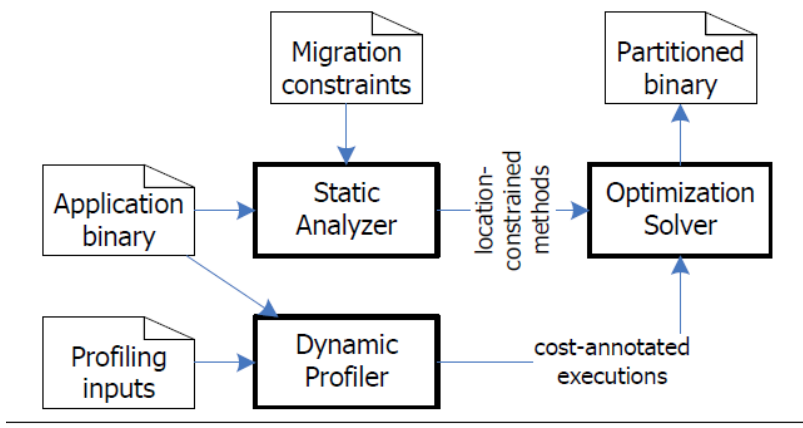 Migration
constraints
Partitioned
binary
Application
binary
Static
Analyzer
location-
constrained
methods
Optimization
Solver
Profiling
inputs
Dynamic
Profiler
cost-annotated
executions